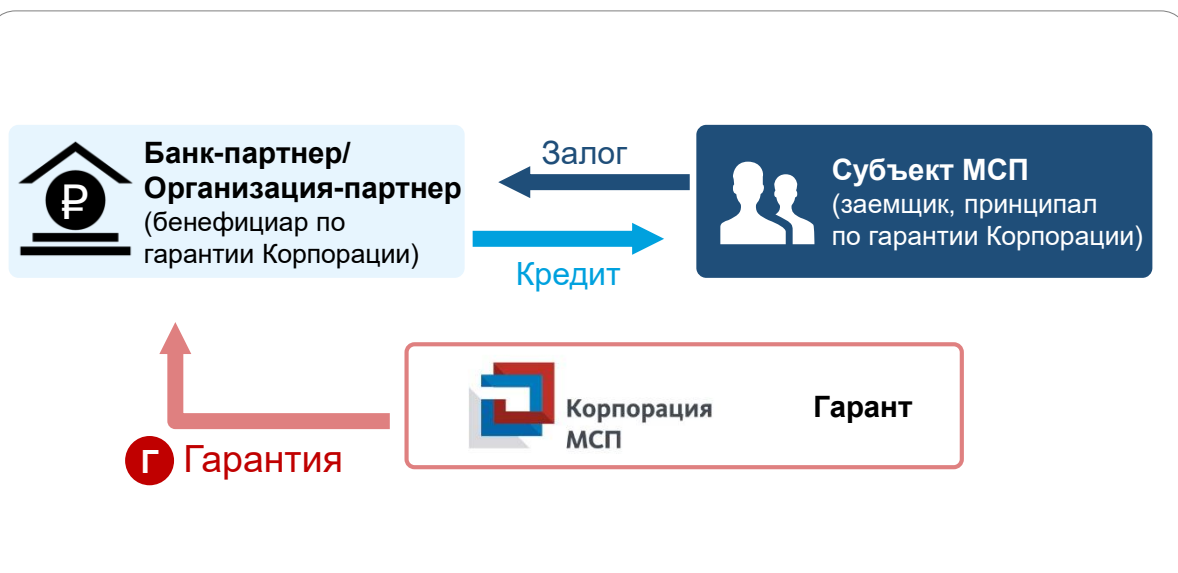 Банк-партнер/
Организация-партнер
(бенефициар по
гарантии Корпорации)
Залог
Кредит
Субъект МСП
(заемщик, принципал
по гарантии Корпорации)
₽
Г Гарантия
Корпорация
МСП
Гарант